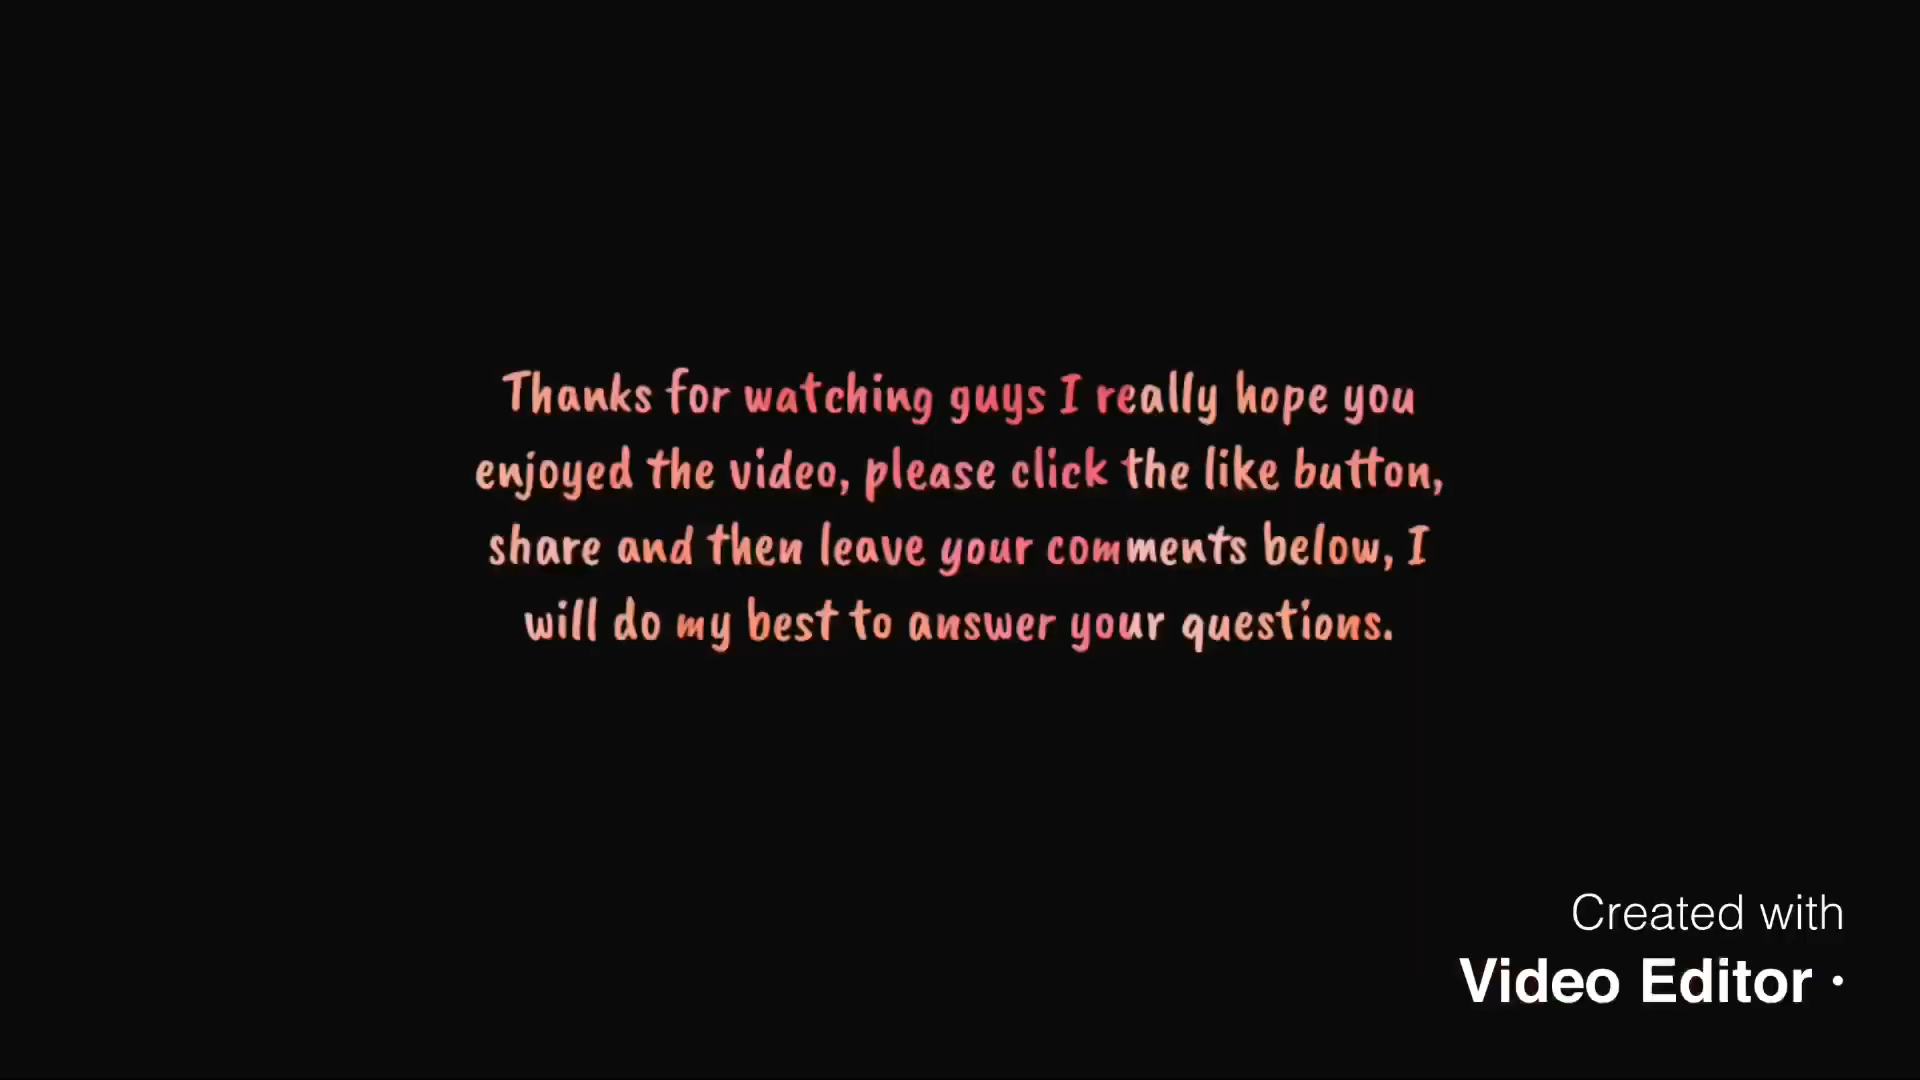 Thanks for watching guys I really hope you
enjoyed the video, please click the like button,
share and then leave your comments below, I
will do my best to answer your questions.
Created with
Video Editor ·